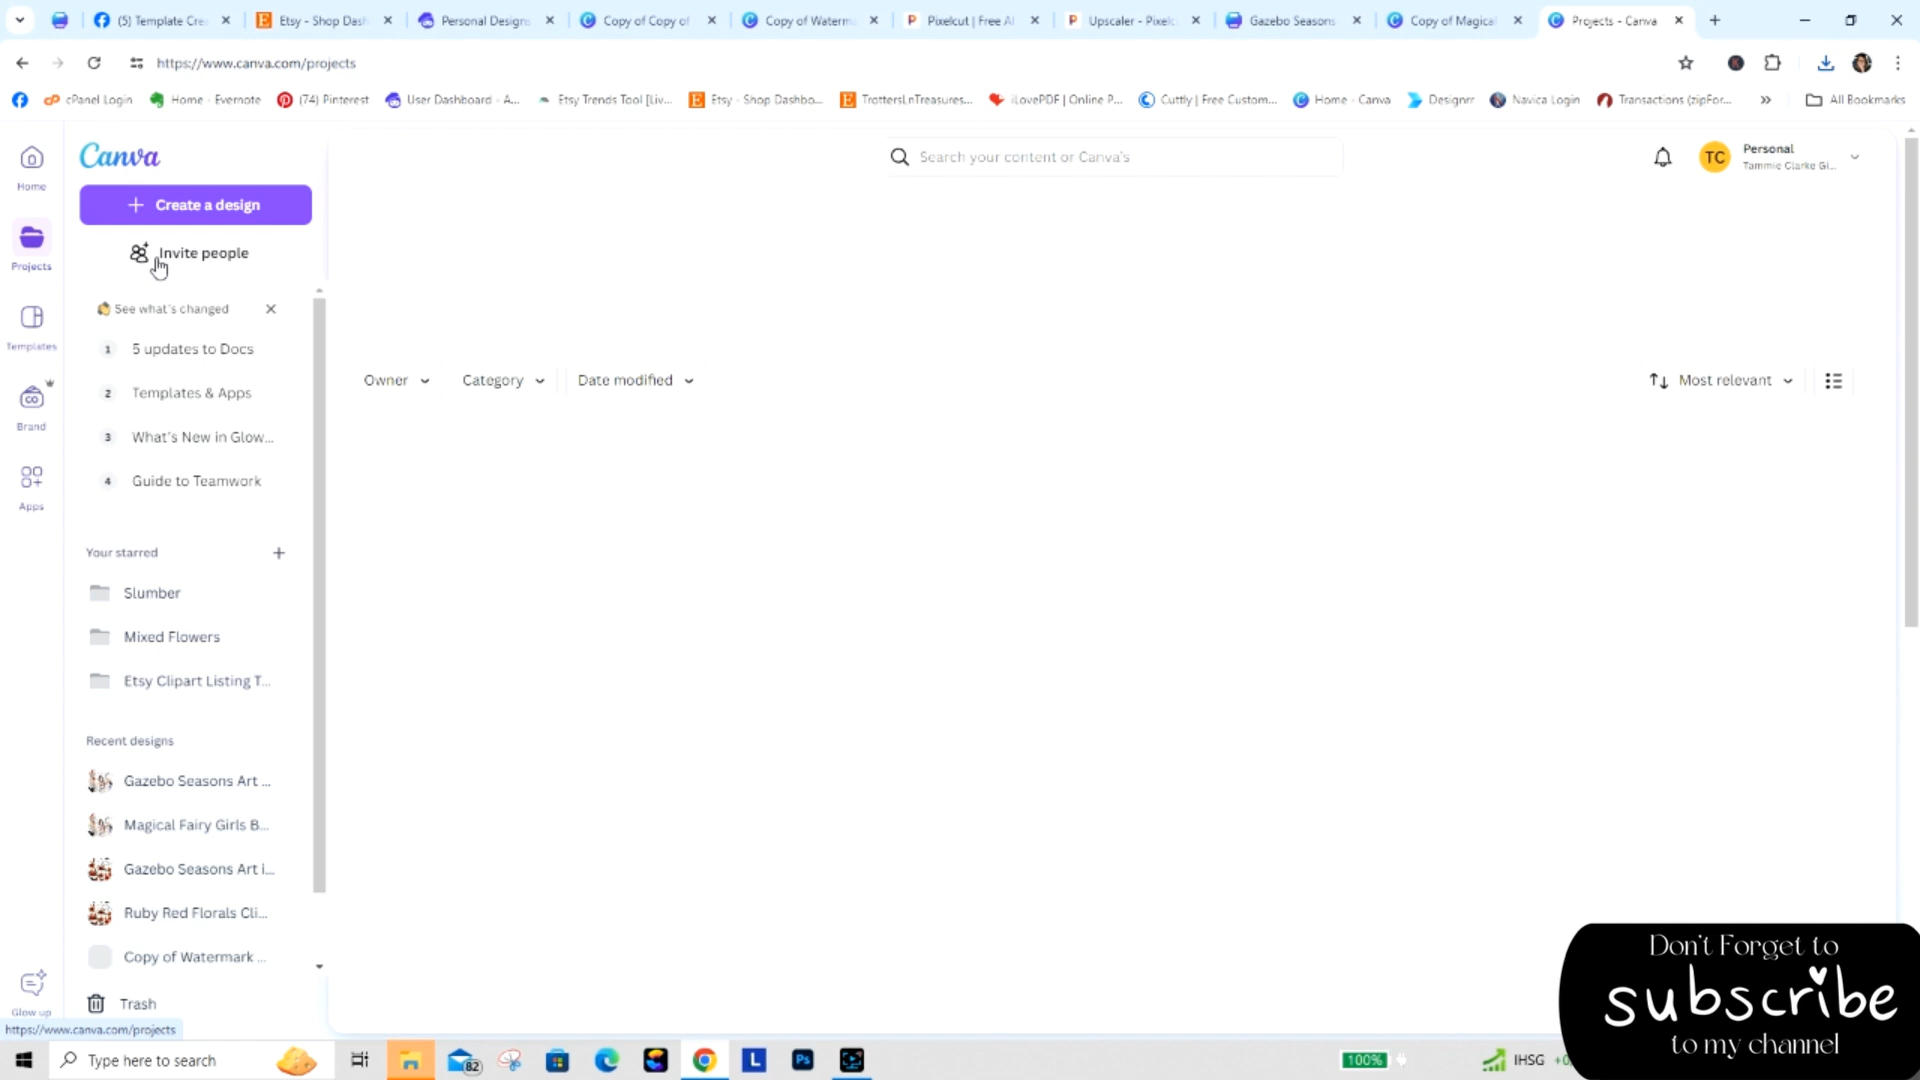 (5) Template Cre
Etsy - Shop Dash
Personal Designs
Copy of Copy of
Copy of Waterm
Pixelcut | Free AI
Upscaler - Pixelc
Gazebo Seasons
Copy of Magical
Projects - Canva
https://www.canva.com/projects
cPanel Login
Home - Evernote
(74) Pinterest
User Dashboard - A...
Etsy Trends Tool [Liv...
Etsy - Shop Dashbo...
TrottersLnTreasures...
iLovePDF | Online P...
Cuttly | Free Custom...
Home - Canva
Designrr
Navica Login
Transactions (zipFor...
All Bookmarks
Home
Projects
Templates
Brand
Apps
Glow up
Canva
Create a design
Invite people
See what's changed
1 5 updates to Docs
2 Templates & Apps
3 What's New in Glow...
4 Guide to Teamwork
Your starred
Slumber
Mixed Flowers
Etsy Clipart Listing T...
Recent designs
Gazebo Seasons Art ...
Magical Fairy Girls B...
Gazebo Seasons Art i...
Ruby Red Florals Cli...
Copy of Watermark ...
Trash
https://www.canva.com/projects
Search your content or Canva's
TC
Personal
Tammie Clarke Gi...
Owner
Category
Date modified
Most relevant
Don't Forget to
subscribe
to my channel
Type here to search
82
L
Ps
100%
IHSG